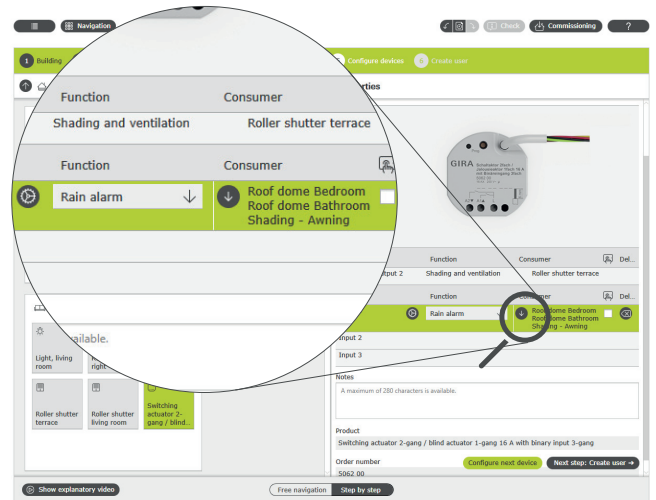 Navigation
Check
Commissioning
?
1 Building
Configure devices
Create user
Function Consumer
Shading and ventilation Roller shutter terrace
Function Consumer
Rain alarm Roof dome Bedroom
Roof dome Bathroom
Shading - Awning
GIRA
Function Consumer Del...
Shading and ventilation Roller shutter terrace
Function Consumer Del...
Rain alarm Roof dome Bedroom
Roof dome Bathroom
Shading - Awning
Input 2
Input 3
Notes
A maximum of 280 characters is available.
Product
Switching actuator 2-gang / blind actuator 1-gang 16 A with binary input 3-gang
Order number
5062 00
Configure next device
Next step: Create user
Light, living
room
right
Roller shutter
terrace
Roller shutter
living room
Switching
actuator 2-
gang / blind...
Show explanatory video
Free navigation Step by step